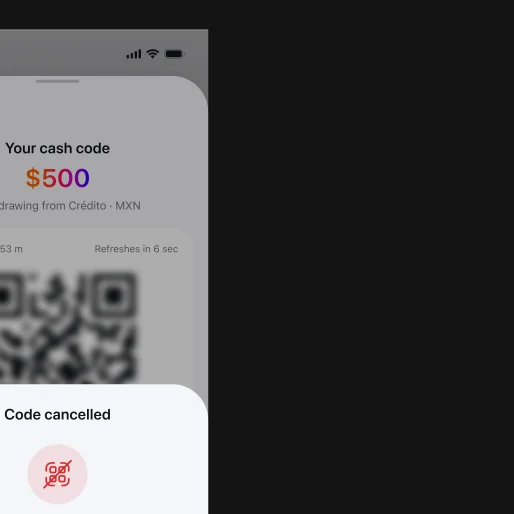 Your cash code
$500
drawing from Crédito · MXN
53 m
Refreshes in 6 sec
Code cancelled